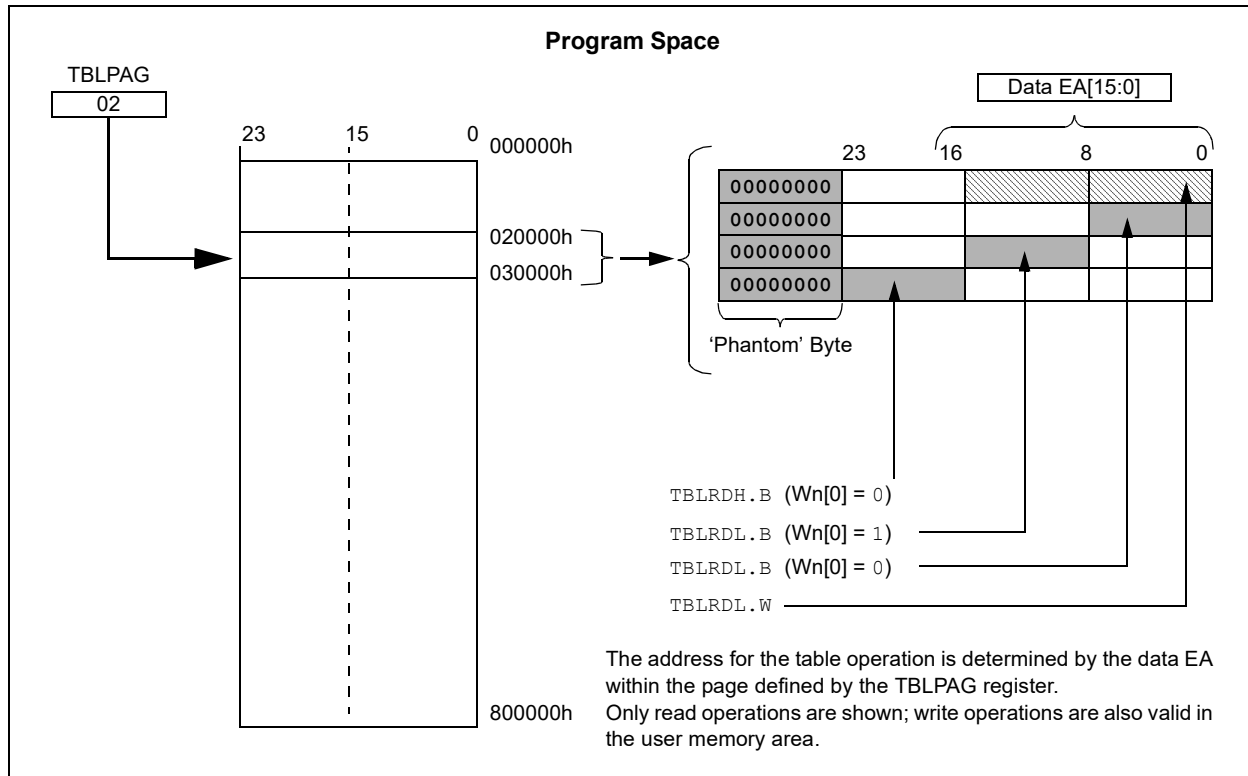 Program Space
TBLPAG
02
23 15 0
000000h
020000h
030000h
800000h
Data EA[15:0]
23 16 8 0
00000000
00000000
00000000
00000000
‘Phantom’ Byte
TBLRDH.B (Wn[0] = 0)
TBLRDL.B (Wn[0] = 1)
TBLRDL.B (Wn[0] = 0)
TBLRDL.W
The address for the table operation is determined by the data EA
within the page defined by the TBLPAG register.
Only read operations are shown; write operations are also valid in
the user memory area.